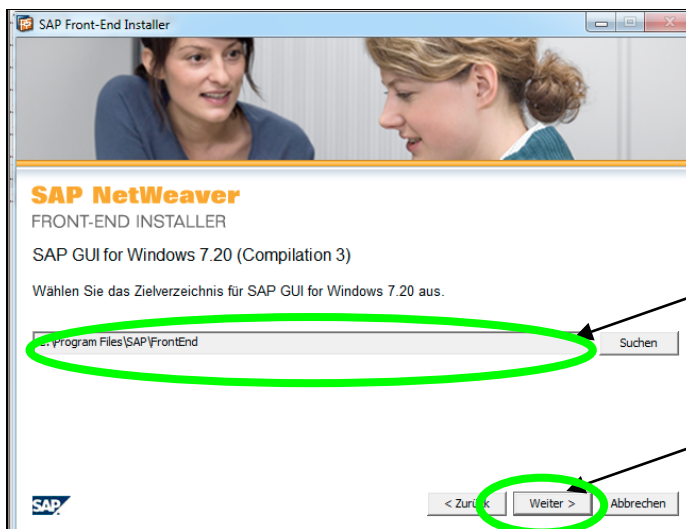 SAP Front-End Installer
SAP NetWeaver
FRONT-END INSTALLER
SAP GUI for Windows 7.20 (Compilation 3)
Wählen Sie das Zielverzeichnis für SAP GUI for Windows 7.20 aus.
:\Program Files\SAP\FrontEnd
Suchen
SAP
< Zurück
Weiter >
Abbrechen